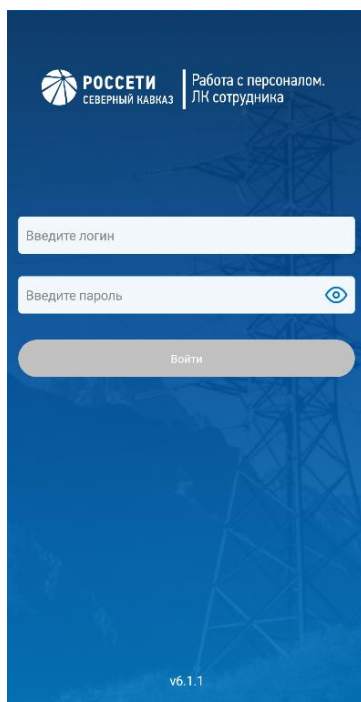 РОССЕТИ
СЕВЕРНЫЙ КАВКАЗ
Работа с персоналом.
ЛК сотрудника
Введите логин
Введите пароль
Войти
v6.1.1